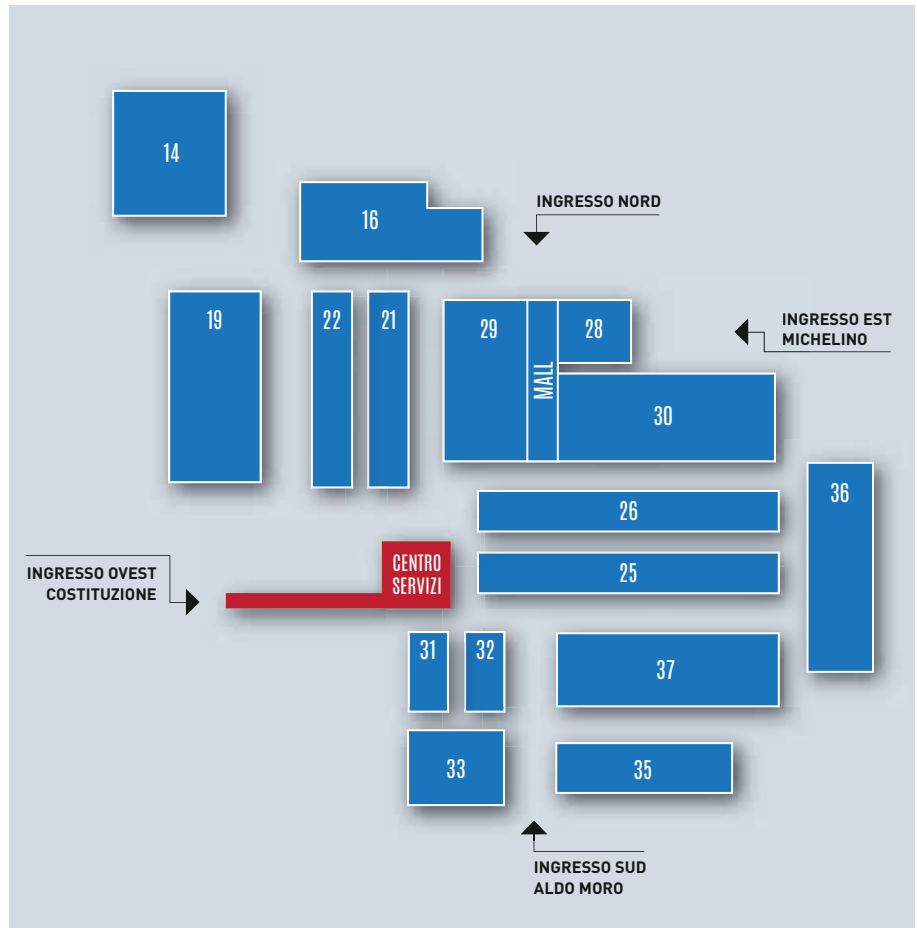 14
INGRESSO NORD
16
19
22
21
29
MALL
28
INGRESSO EST
MICHELINO
30
36
26
CENTRO
SERVIZI
25
INGRESSO OVEST
COSTITUZIONE
31
32
37
33
35
INGRESSO SUD
ALDO MORO